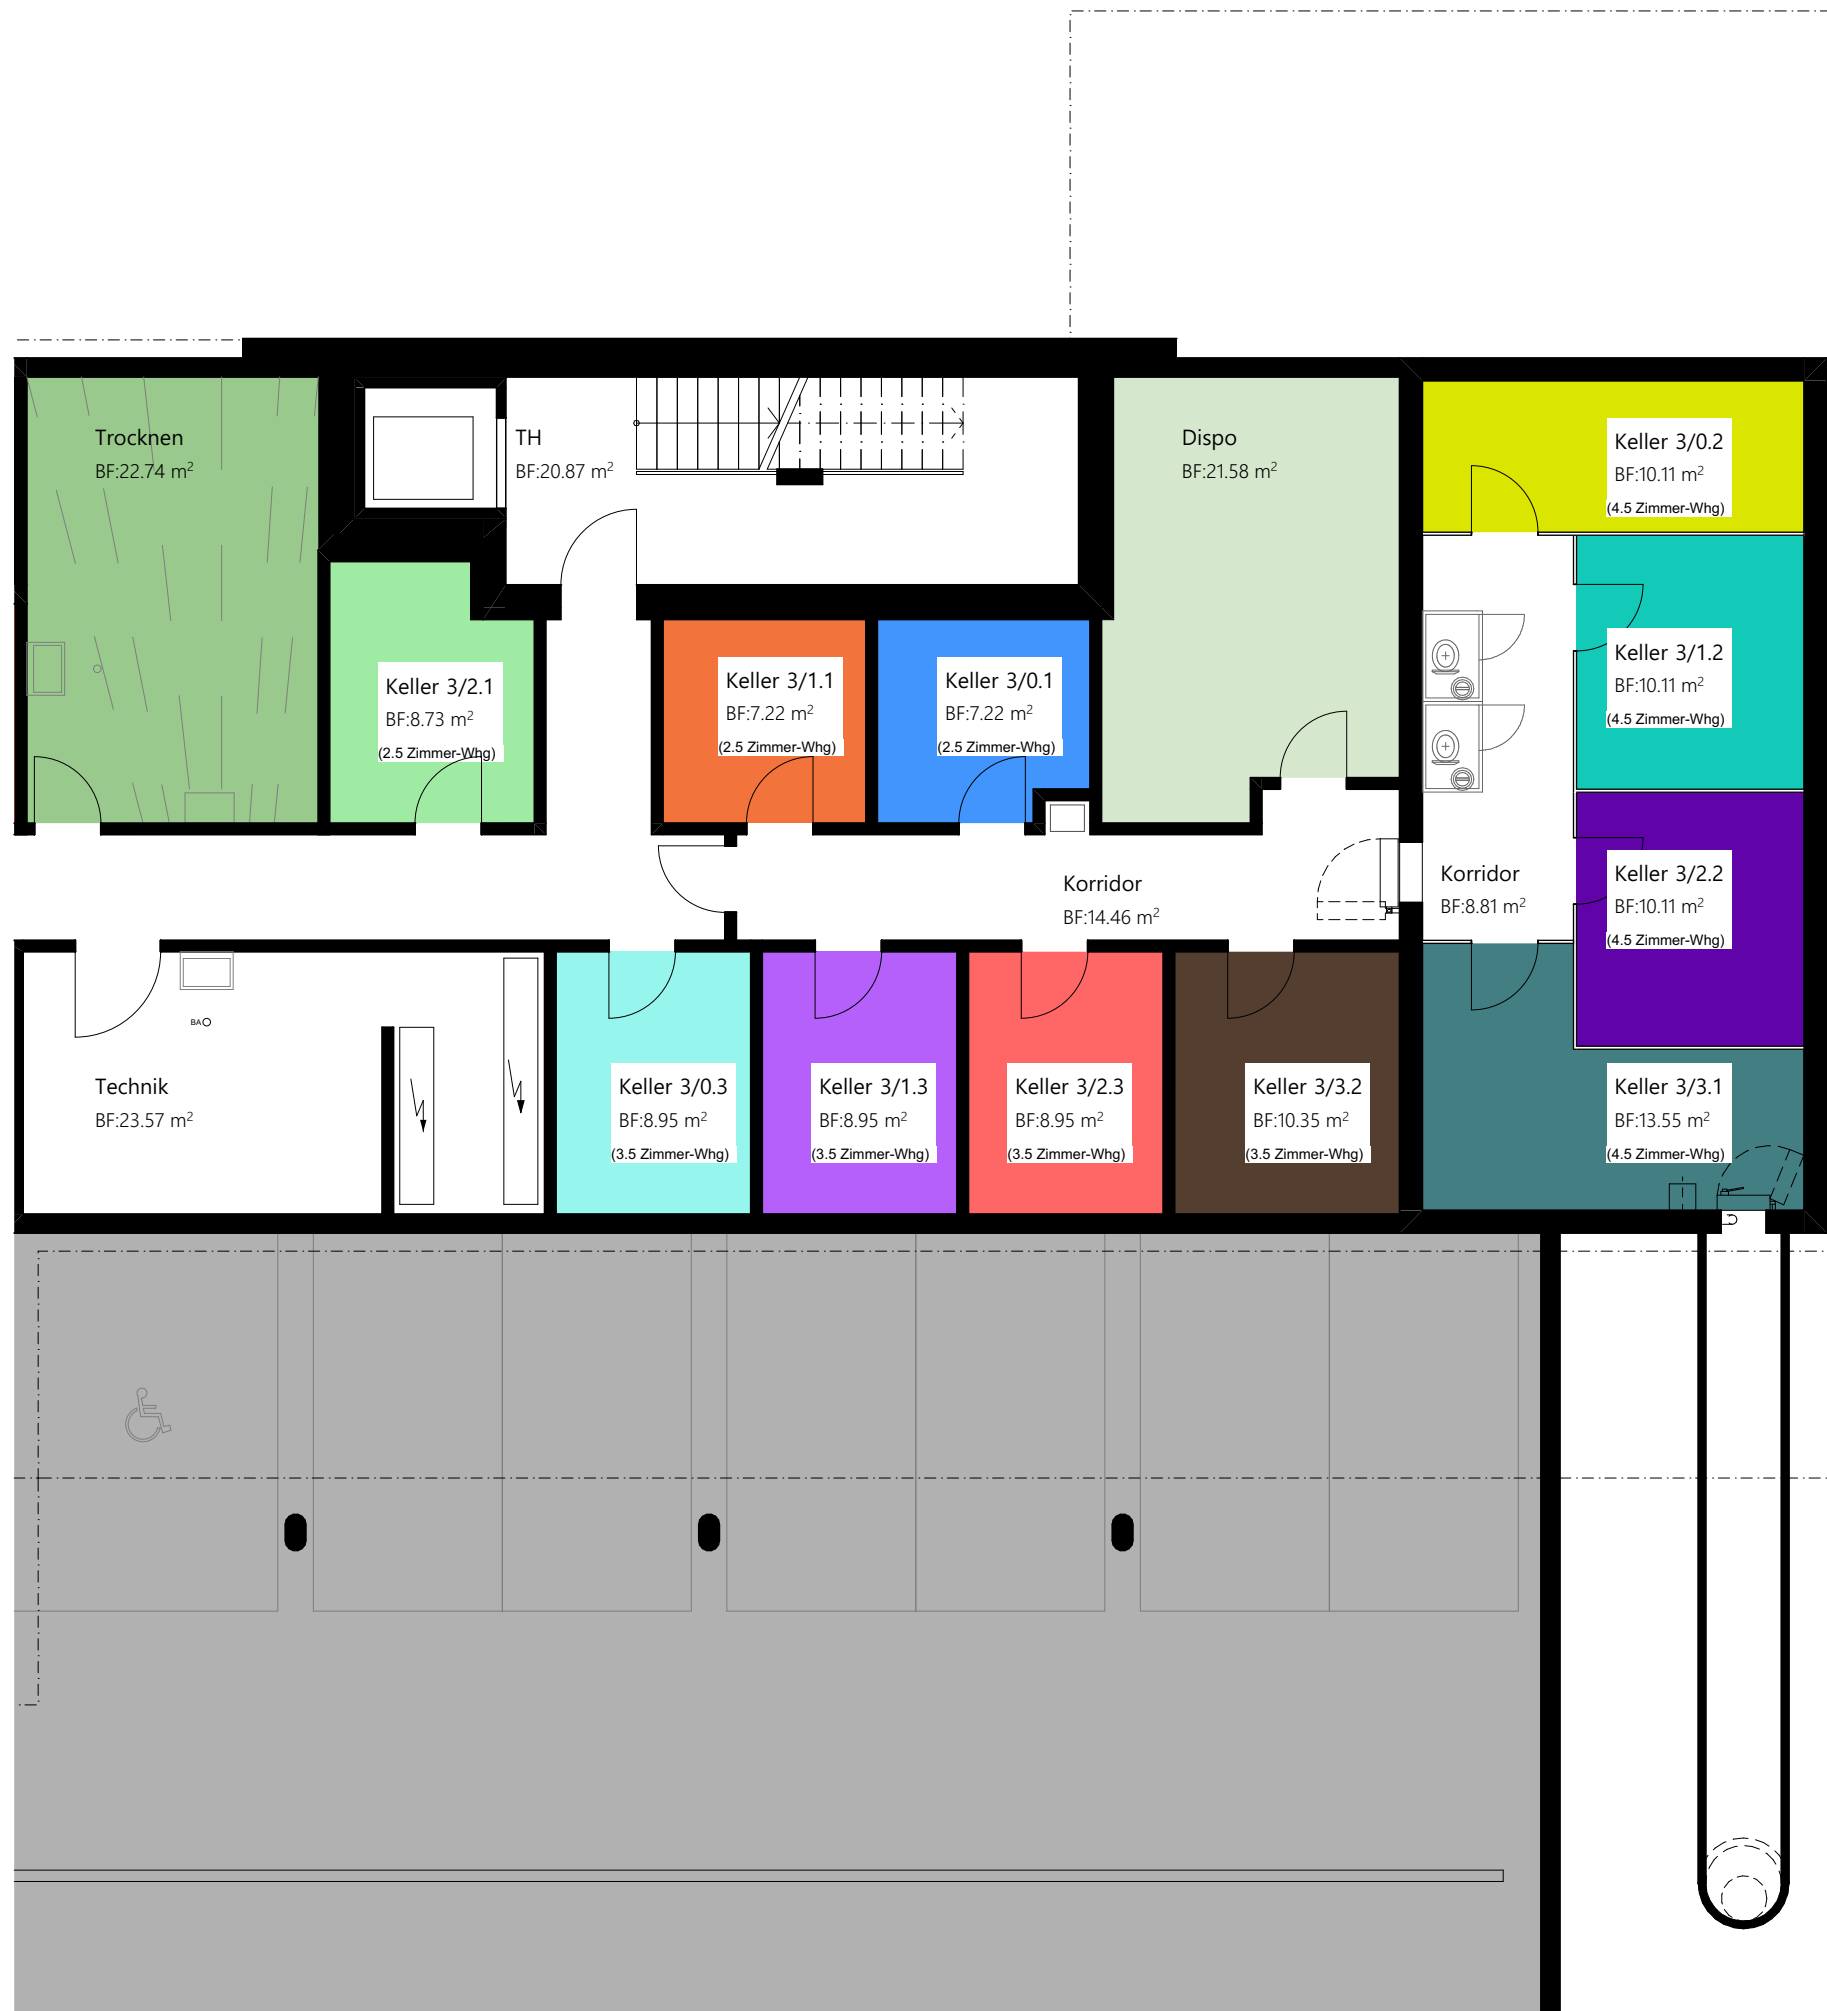 Trocknen
BF:22.74 m²
TH
BF:20.87 m²
Dispo
BF:21.58 m²
Keller 3/0.2
BF:10.11 m²
(4.5 Zimmer-Whg)
Keller 3/2.1
BF:8.73 m²
(2.5 Zimmer-Whg)
Keller 3/1.1
BF:7.22 m²
(2.5 Zimmer-Whg)
Keller 3/0.1
BF:7.22 m²
(2.5 Zimmer-Whg)
Keller 3/1.2
BF:10.11 m²
(4.5 Zimmer-Whg)
Korridor
BF:14.46 m²
Korridor
BF:8.81 m²
Keller 3/2.2
BF:10.11 m²
(4.5 Zimmer-Whg)
BA
Technik
BF:23.57 m²
Keller 3/0.3
BF:8.95 m²
(3.5 Zimmer-Whg)
Keller 3/1.3
BF:8.95 m²
(3.5 Zimmer-Whg)
Keller 3/2.3
BF:8.95 m²
(3.5 Zimmer-Whg)
Keller 3/3.2
BF:10.35 m²
(3.5 Zimmer-Whg)
Keller 3/3.1
BF:13.55 m²
(4.5 Zimmer-Whg)